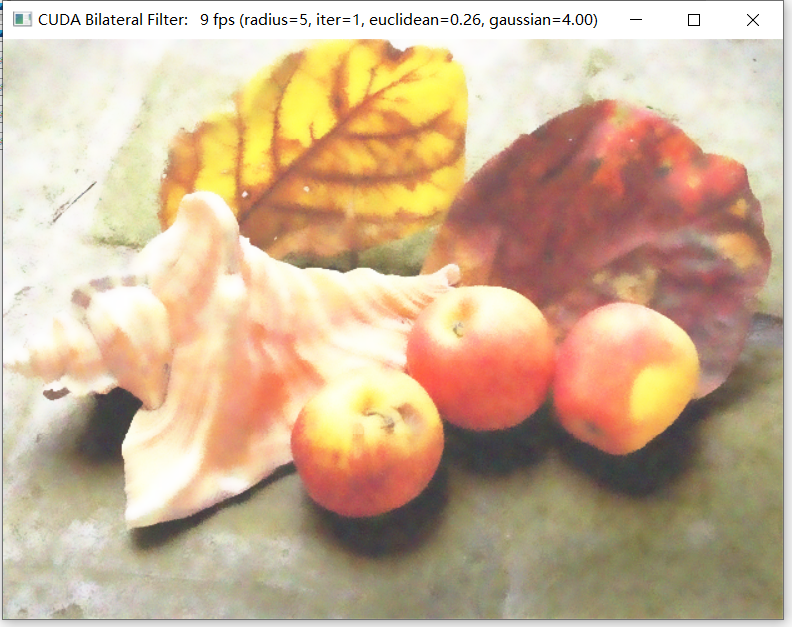 CUDA Bilateral Filter:   9 fps (radius=5, iter=1, euclidean=0.26, gaussian=4.00)